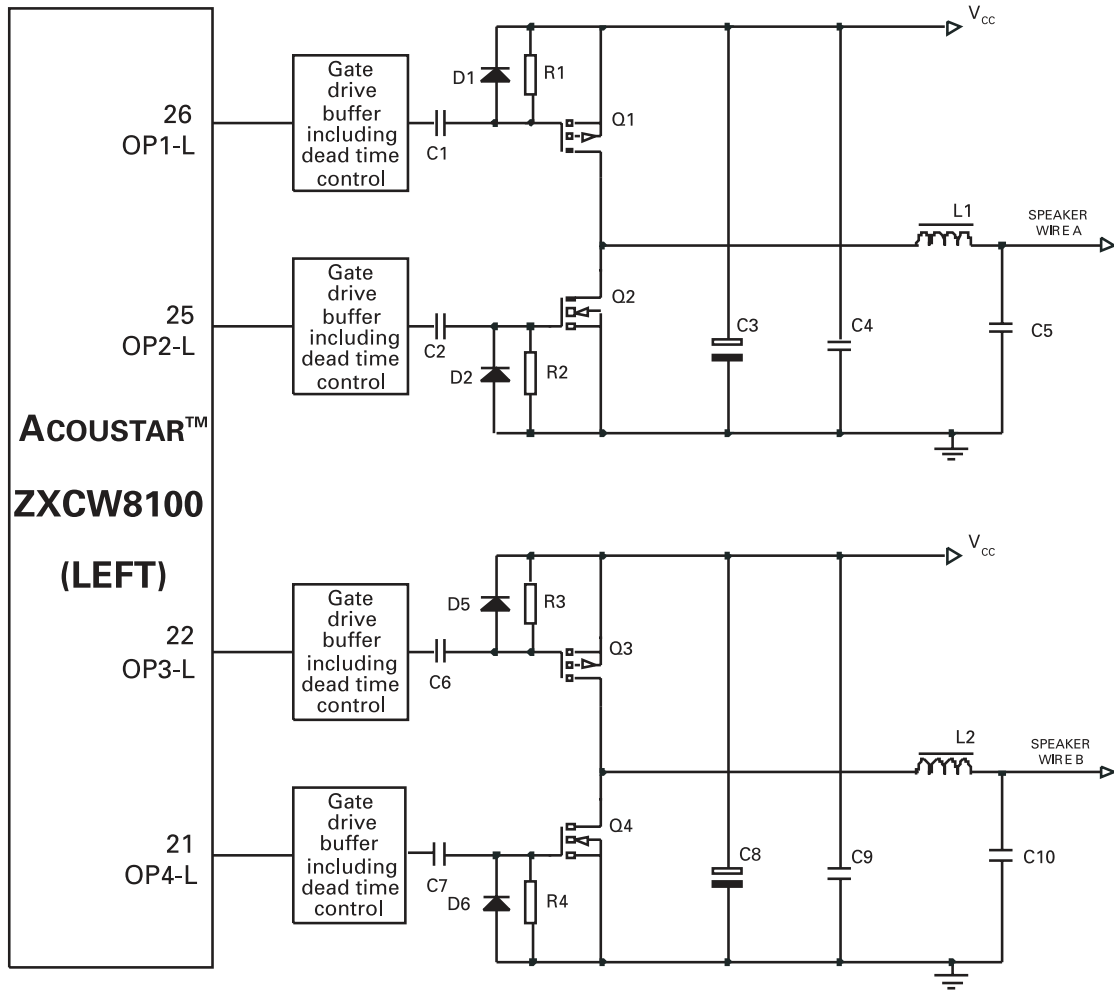 V_CC
Gate
drive
buffer
including
dead time
control
D1
R1
26
OP1-L
C1
Q1
L1
SPEAKER
WIRE A
Gate
drive
buffer
including
dead time
control
25
OP2-L
C2
Q2
D2
R2
C3
C4
C5
ACOUSTAR™
ZXCW8100
(LEFT)
V_CC
Gate
drive
buffer
including
dead time
control
D5
R3
22
OP3-L
C6
Q3
L2
SPEAKER
WIRE B
Gate
drive
buffer
including
dead time
control
21
OP4-L
C7
Q4
D6
R4
C8
C9
C10